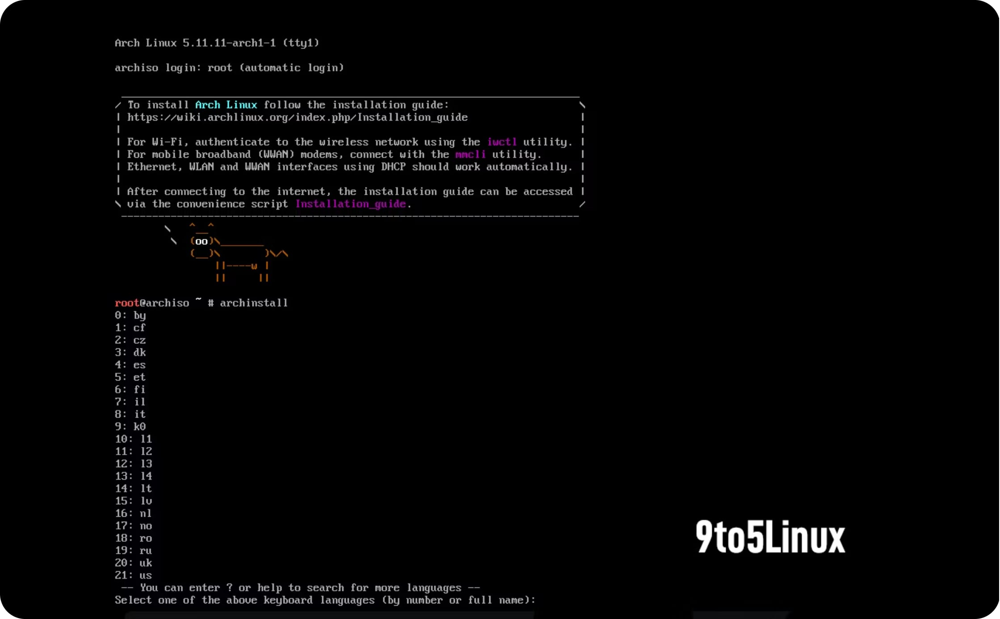 Arch Linux 5.11.11-arch1-1 (tty1)
archiso login: root (automatic login)
To install Arch Linux follow the installation guide:
https://wiki.archlinux.org/index.php/Installation_guide
For Wi-Fi, authenticate to the wireless network using the iwctl utility.
For mobile broadband (WWAN) modems, connect with the mmcli utility.
Ethernet, WLAN and WWAN interfaces using DHCP should work automatically.
After connecting to the internet, the installation guide can be accessed
via the convenience script Installation_guide.
root@archiso ~ # archinstall
0: by
1: cf
2: cz
3: dk
4: es
5: et
6: fi
7: il
8: it
9: k0
10: l1
11: l2
12: l3
13: l4
14: lt
15: lv
16: nl
17: no
18: ro
19: ru
20: uk
21: us
-- You can enter ? or help to search for more languages --
Select one of the above keyboard languages (by number or full name):
9to5Linux